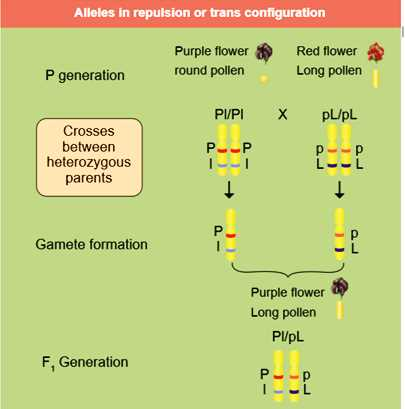 Alleles in repulsion or trans configuration
Purple flower
round pollen
Red flower
Long pollen
P generation
Pl/Pl X pL/pL
Crosses
between
heterozygous
parents
P P
l l
p p
L L
Gamete formation
P
l
p
L
Purple flower
Long pollen
Pl/pL
F1 Generation
P p
l L